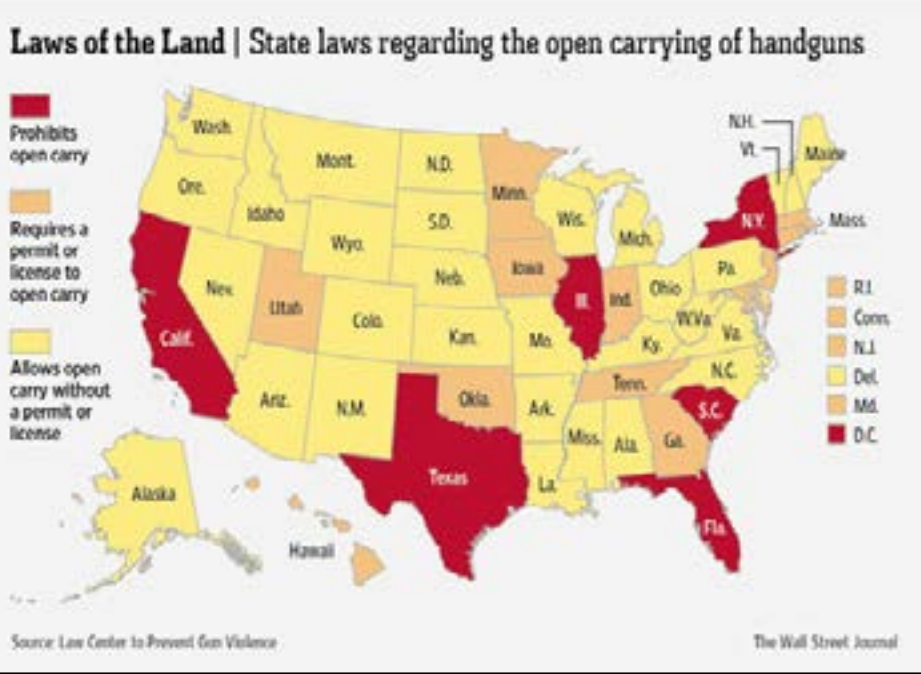 Laws of the Land | State laws regarding the open carrying of handguns
Prohibits
open carry
Requires a
permit or
license to
open carry
Allows open
carry without
a permit or
license
Wash.
Mont.
N.D.
Minn.
N.H.
Vt.
Maine
Ore.
Idaho
S.D.
Wis.
Mich.
N.Y.
Mass.
Wyo.
Neb.
Iowa
Pa.
Nev.
Utah
Colo.
Ill.
Ind.
Ohio
R.I.
Conn.
N.J.
Del.
Md.
D.C.
Calif.
Kan.
Mo.
Ky.
W.Va.
Va.
Ariz.
N.M.
Okla.
Ark.
Tenn.
N.C.
S.C.
Texas
La.
Miss.
Ala.
Ga.
Fla.
Alaska
Hawaii
Source: Law Center to Prevent Gun Violence
The Wall Street Journal